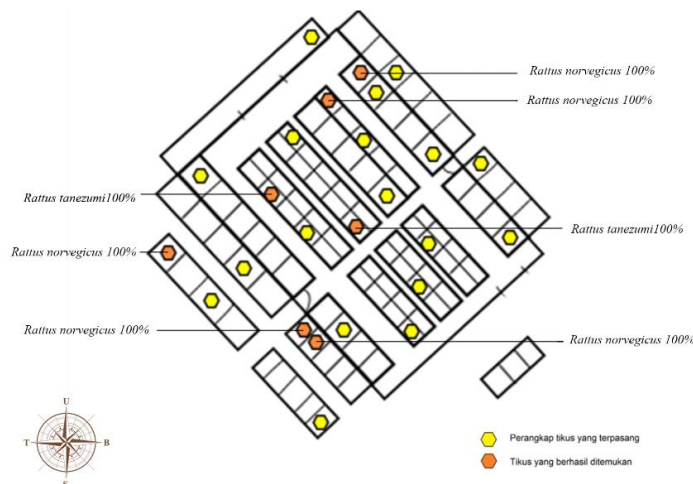 Rattus norvegicus 100%
Rattus norvegicus 100%
Rattus tanezumi100%
Rattus tanezumi100%
Rattus norvegicus 100%
Rattus norvegicus 100%
Rattus norvegicus 100%
U
T
B
S
Perangkap tikus yang terpasang
Tikus yang berhasil ditemukan